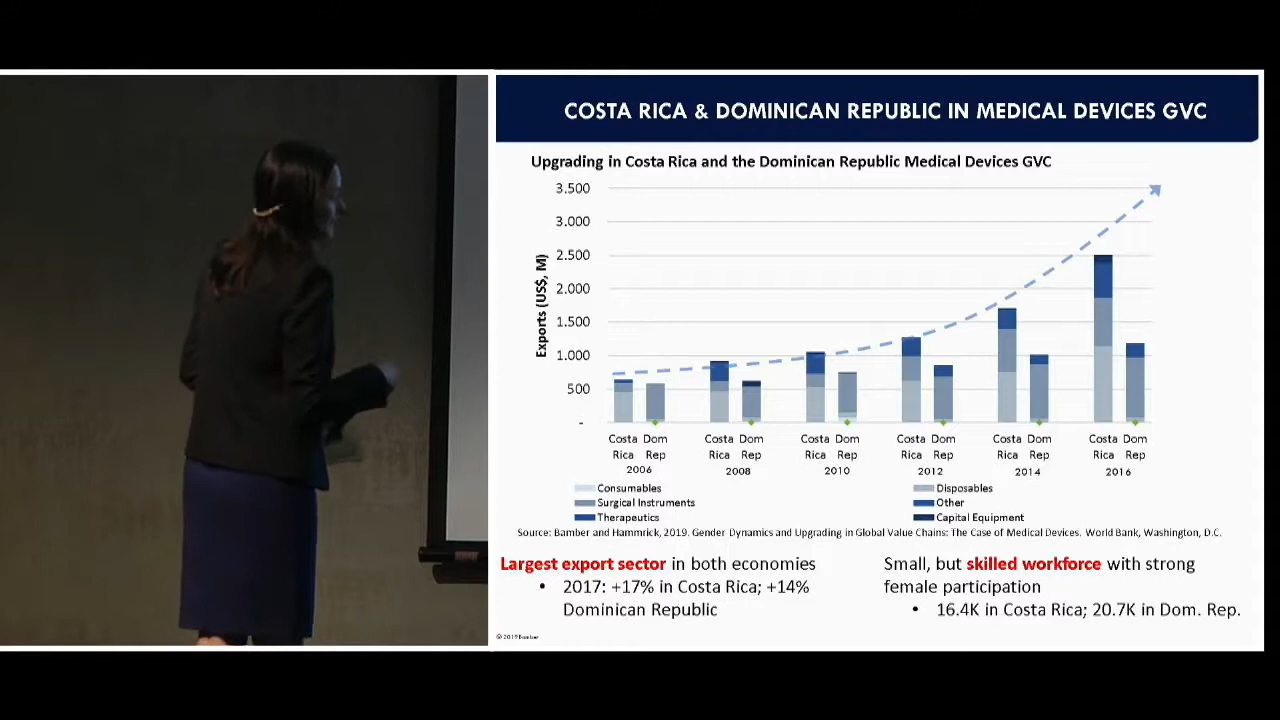 COSTA RICA & DOMINICAN REPUBLIC IN MEDICAL DEVICES GVC
Upgrading in Costa Rica and the Dominican Republic Medical Devices GVC
Exports (US$, M)
3.500
3.000
2.500
2.000
1.500
1.000
500
-
Costa Dom Costa Dom Costa Dom Costa Dom Costa Dom Costa Dom
Rica Rep Rica Rep Rica Rep Rica Rep Rica Rep Rica Rep
2006 2008 2010 2012 2014 2016
Consumables Disposables
Surgical Instruments Other
Therapeutics Capital Equipment
Source: Bamber and Hammrick, 2019. Gender Dynamics and Upgrading in Global Value Chains: The Case of Medical Devices. World Bank, Washington, D.C.
Largest export sector in both economies
• 2017: +17% in Costa Rica; +14%
Dominican Republic
Small, but skilled workforce with strong
female participation
• 16.4K in Costa Rica; 20.7K in Dom. Rep.
© 2019 Bamber